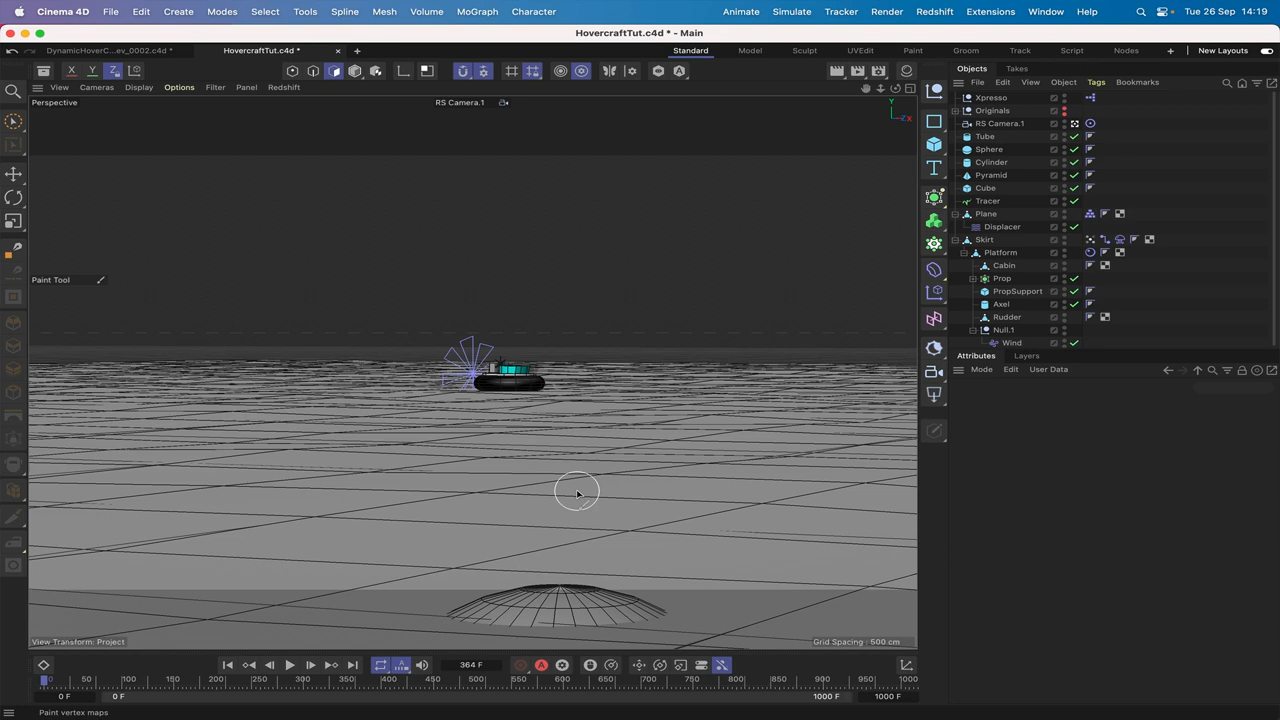 Cinema 4D File Edit Create Modes Select Tools Spline Mesh Volume MoGraph Character Animate Simulate Tracker Render Redshift Extensions Window Help Tue 26 Sep 14:19
HovercraftTut.c4d * - Main
DynamicHoverC...ev_0002.c4d * HovercraftTut.c4d * Standard Model Sculpt UVEdit Paint Groom Track Script Nodes New Layouts
Objects Takes
File Edit View Object Tags Bookmarks
X Y Z
View Cameras Display Options Filter Panel Redshift
Perspective RS Camera.1
Y
Z X
Xpresso
Originals
RS Camera.1
Tube
Sphere
Cylinder
Pyramid
Cube
Tracer
Plane
Displacer
Skirt
Platform
Cabin
Prop
PropSupport
Axel
Rudder
Null.1
Wind
Paint Tool
Attributes Layers
Mode Edit User Data
View Transform: Project Grid Spacing : 500 cm
364 F
0 50 100 150 200 250 300 350 400 450 500 550 600 650 700 750 800 850 900 950 1000
0 F 0 F 1000 F 1000 F
Paint vertex maps